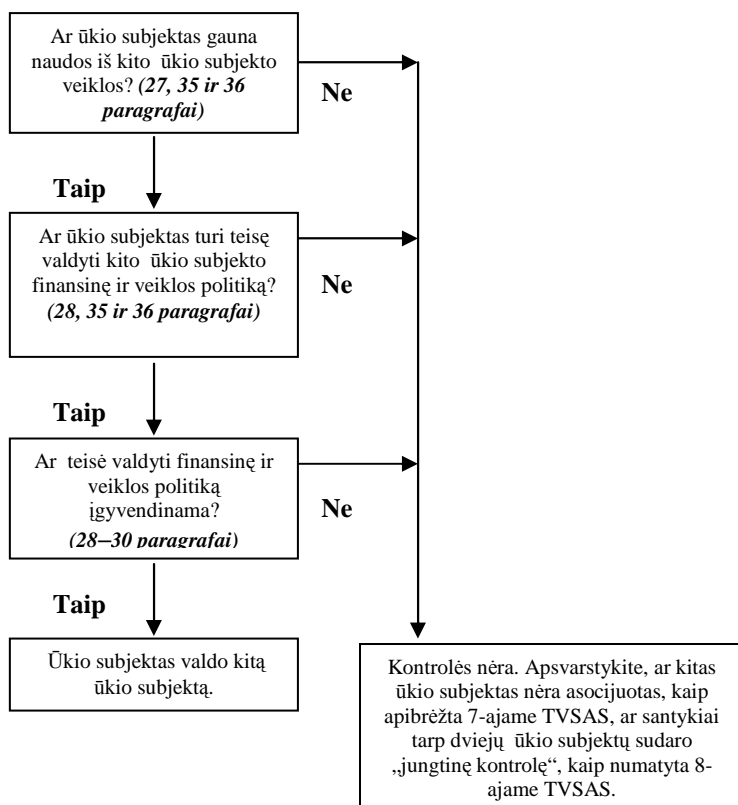 Ar ūkio subjektas gauna
naudos iš kito ūkio subjekto
veiklos? (27, 35 ir 36
paragrafai)
Ne
Taip
Ar ūkio subjektas turi teisę
valdyti kito ūkio subjekto
finansinę ir veiklos politiką?
(28, 35 ir 36 paragrafai)
Ne
Taip
Ar teisė valdyti finansinę ir
veiklos politiką
įgyvendinama?
(28–30 paragrafai)
Ne
Taip
Ūkio subjektas valdo kitą
ūkio subjektą.
Kontrolės nėra. Apsvarstykite, ar kitas
ūkio subjektas nėra asocijuotas, kaip
apibrėžta 7-ajame TVSAS, ar santykiai
tarp dviejų ūkio subjektų sudaro
„jungtinę kontrolę“, kaip numatyta 8-
ajame TVSAS.